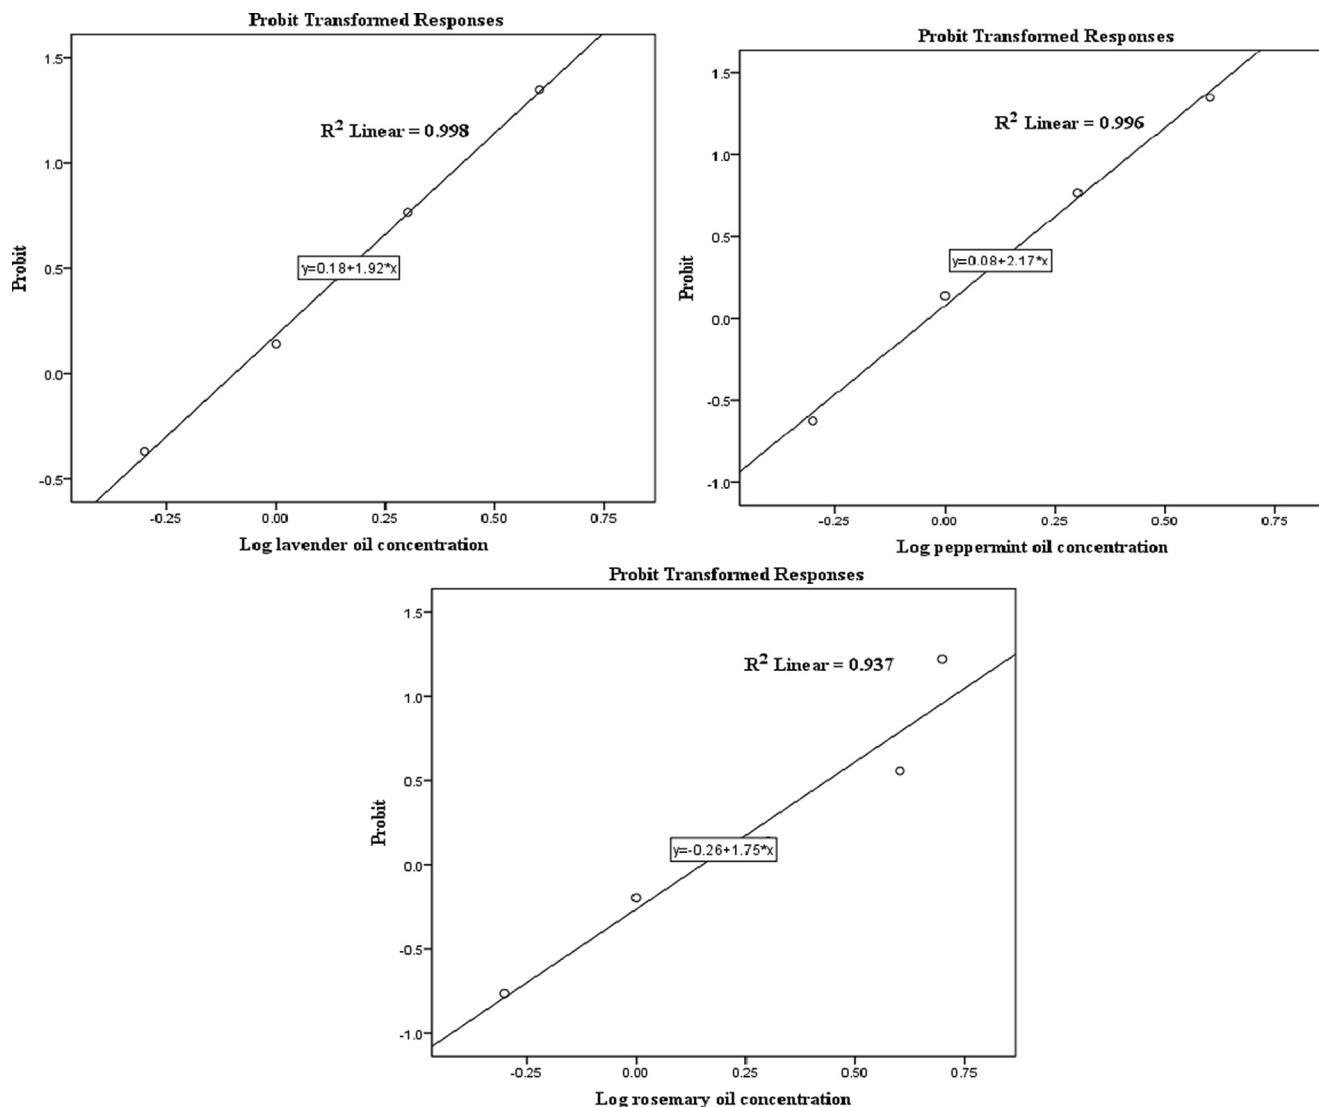 Probit Transformed Responses
1.5
1.0
0.5
0.0
-0.5
Probit
R² Linear = 0.998
y=0.18+1.92*x
-0.25 0.00 0.25 0.50 0.75
Log lavender oil concentration
Probit Transformed Responses
1.5
1.0
0.5
0.0
-0.5
-1.0
Probit
R² Linear = 0.996
y=0.08+2.17*x
-0.25 0.00 0.25 0.50 0.75
Log peppermint oil concentration
Probit Transformed Responses
1.5
1.0
0.5
0.0
-0.5
-1.0
Probit
R² Linear = 0.937
y=-0.26+1.75*x
-0.25 0.00 0.25 0.50 0.75
Log rosemary oil concentration